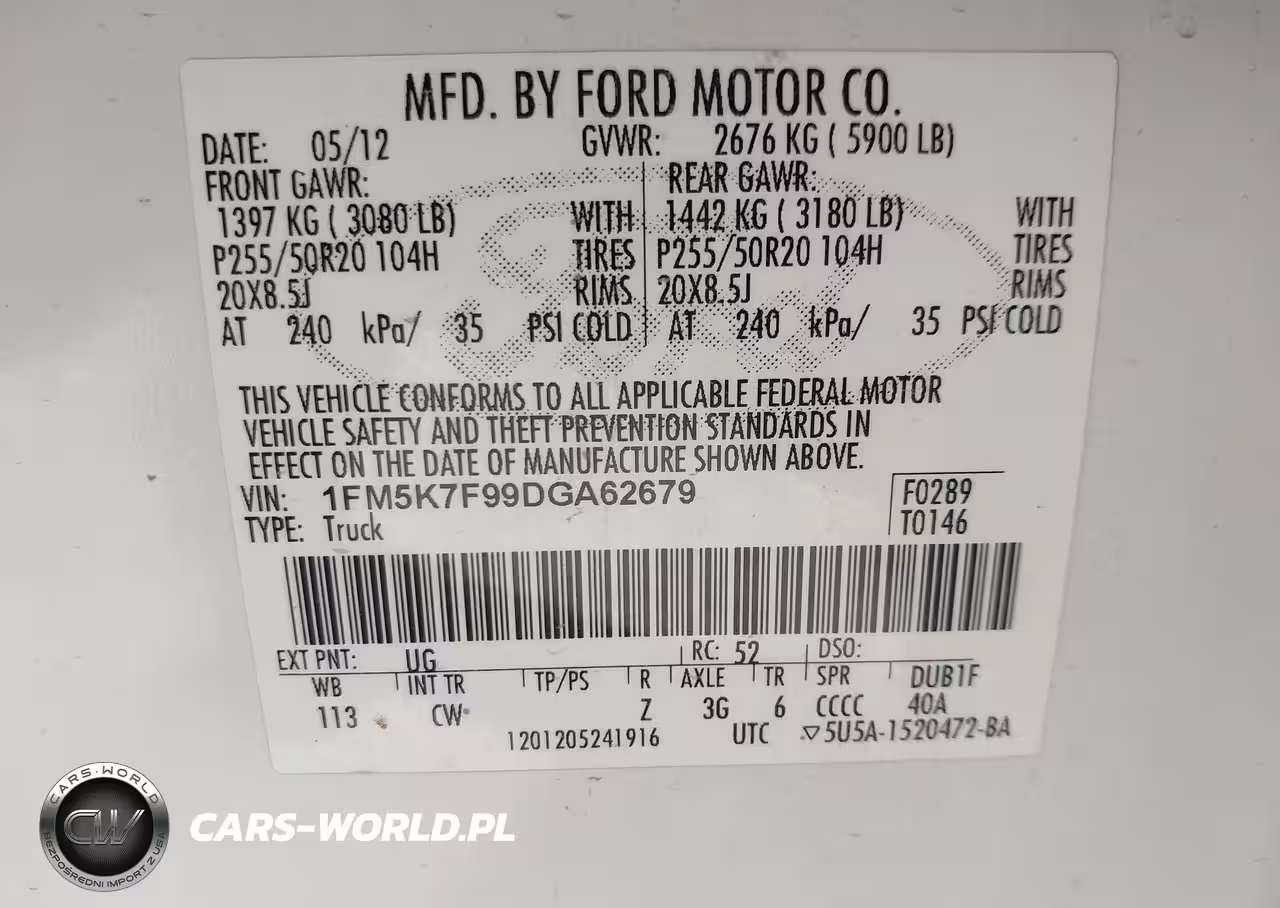 MFD. BY FORD MOTOR CO.
DATE: 05/12 GVWR: 2676 KG ( 5900 LB)
FRONT GAWR: REAR GAWR:
1397 KG ( 3080 LB) WITH 1442 KG ( 3180 LB) WITH
P255/50R20 104H TIRES P255/50R20 104H TIRES
20X8.5J RIMS 20X8.5J RIMS
AT 240 kPa/ 35 PSI COLD AT 240 kPa/ 35 PSI COLD
THIS VEHICLE CONFORMS TO ALL APPLICABLE FEDERAL MOTOR
VEHICLE SAFETY AND THEFT PREVENTION STANDARDS IN
EFFECT ON THE DATE OF MANUFACTURE SHOWN ABOVE.
VIN: 1FM5K7F99DGA62679 F0289
TYPE: Truck T0146
EXT PNT: UG RC: 52 DSO:
WB INT TR TP/PS R AXLE TR SPR DUB1F
113 CW Z 3G 6 CCCC 40A
1201205241916 UTC ▽5U5A-1520472-BA
CARS-WORLD
CW
BEZPOŚREDNI IMPORT Z USA
CARS-WORLD.PL